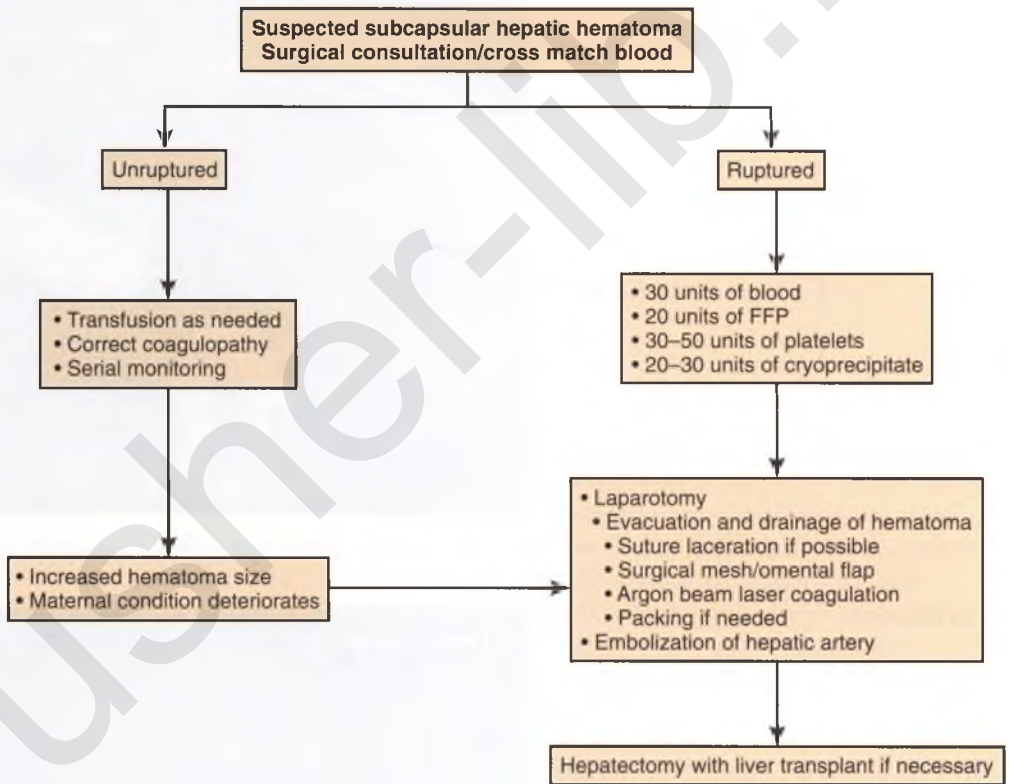 Suspected subcapsular hepatic hematoma
Surgical consultation/cross match blood
Unruptured
Ruptured
• Transfusion as needed
• Correct coagulopathy
• Serial monitoring
• 30 units of blood
• 20 units of FFP
• 30–50 units of platelets
• 20–30 units of cryoprecipitate
• Increased hematoma size
• Maternal condition deteriorates
• Laparotomy
• Evacuation and drainage of hematoma
• Suture laceration if possible
• Surgical mesh/omental flap
• Argon beam laser coagulation
• Packing if needed
• Embolization of hepatic artery
Hepatectomy with liver transplant if necessary
usher-lib.